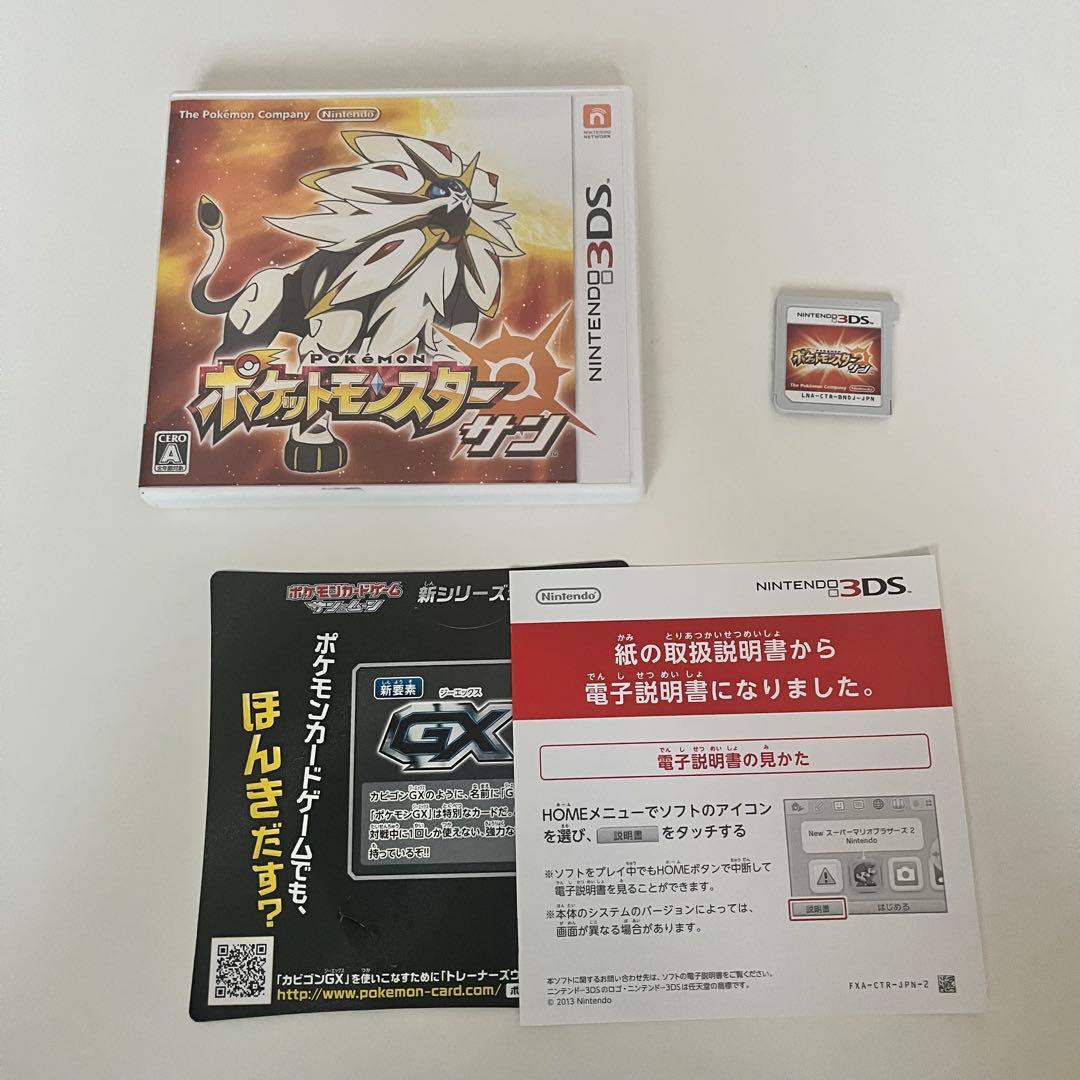 The Pokémon Company Nintendo
NINTENDO NETWORK
NINTENDO 3DS™
POKéMON
ポケットモンスター
サン
CERO
A
全年齢対象
NINTENDO 3DS™
ポケットモンスター
サン
The Pokémon Company Nintendo
LNA-CTR-BNDJ-JPN
ポケモンカードゲーム
サン&ムーン
新シリーズ
ポケモンカードゲームでも、
ほんきだす?
新要素
ジーエックス
GX
カビゴンGXのように、名前に「G
「ポケモンGX」は特別なカードだ。
対戦中に1回しか使えない、強力な
持っているぞ!!
「カビゴンGX」を使いこなすために「トレーナーズウ
http://www.pokemon-card.com/
Nintendo
NINTENDO 3DS™
かみ とりあつかいせつめいしょ
紙の取扱説明書から
でんしせつめいしょ
電子説明書になりました。
でんしせつめいしょ み
電子説明書の見かた
HOMEメニューでソフトのアイコン
を選び、 説明書 をタッチする
※ソフトをプレイ中でもHOMEボタンで中断して
電子説明書を見ることができます。
※本体のシステムのバージョンによっては、
画面が異なる場合があります。
New スーパーマリオブラザーズ 2
Nintendo
説明書
はじめる
本ソフトに関するお問い合わせ先は、ソフトの電子説明書をご覧ください。
ニンテンドー3DSのロゴ・ニンテンドー3DSは任天堂の商標です。
© 2013 Nintendo
FXA-CTR-JPN-2